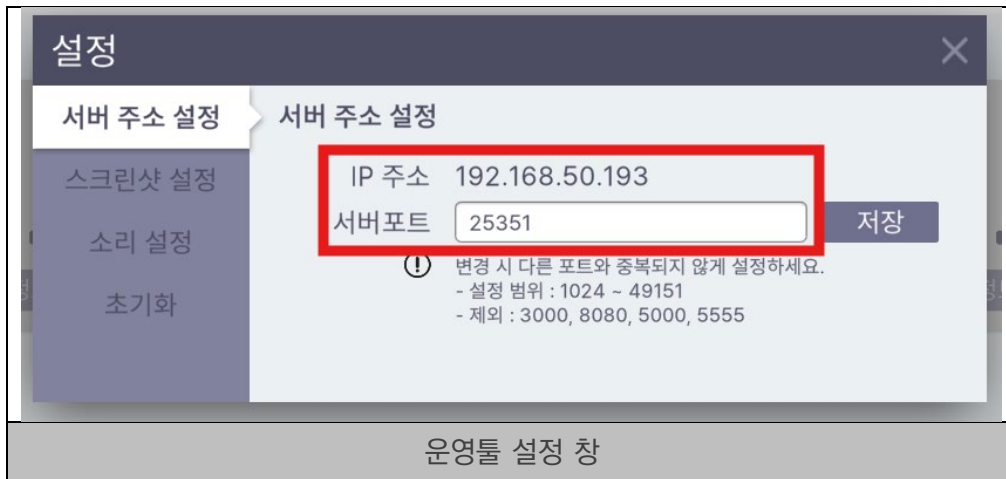 설정
서버 주소 설정
스크린샷 설정
소리 설정
초기화
서버 주소 설정
IP 주소 192.168.50.193
서버포트 25351 저장
변경 시 다른 포트와 중복되지 않게 설정하세요.
- 설정 범위 : 1024 ~ 49151
- 제외 : 3000, 8080, 5000, 5555
운영툴 설정 창